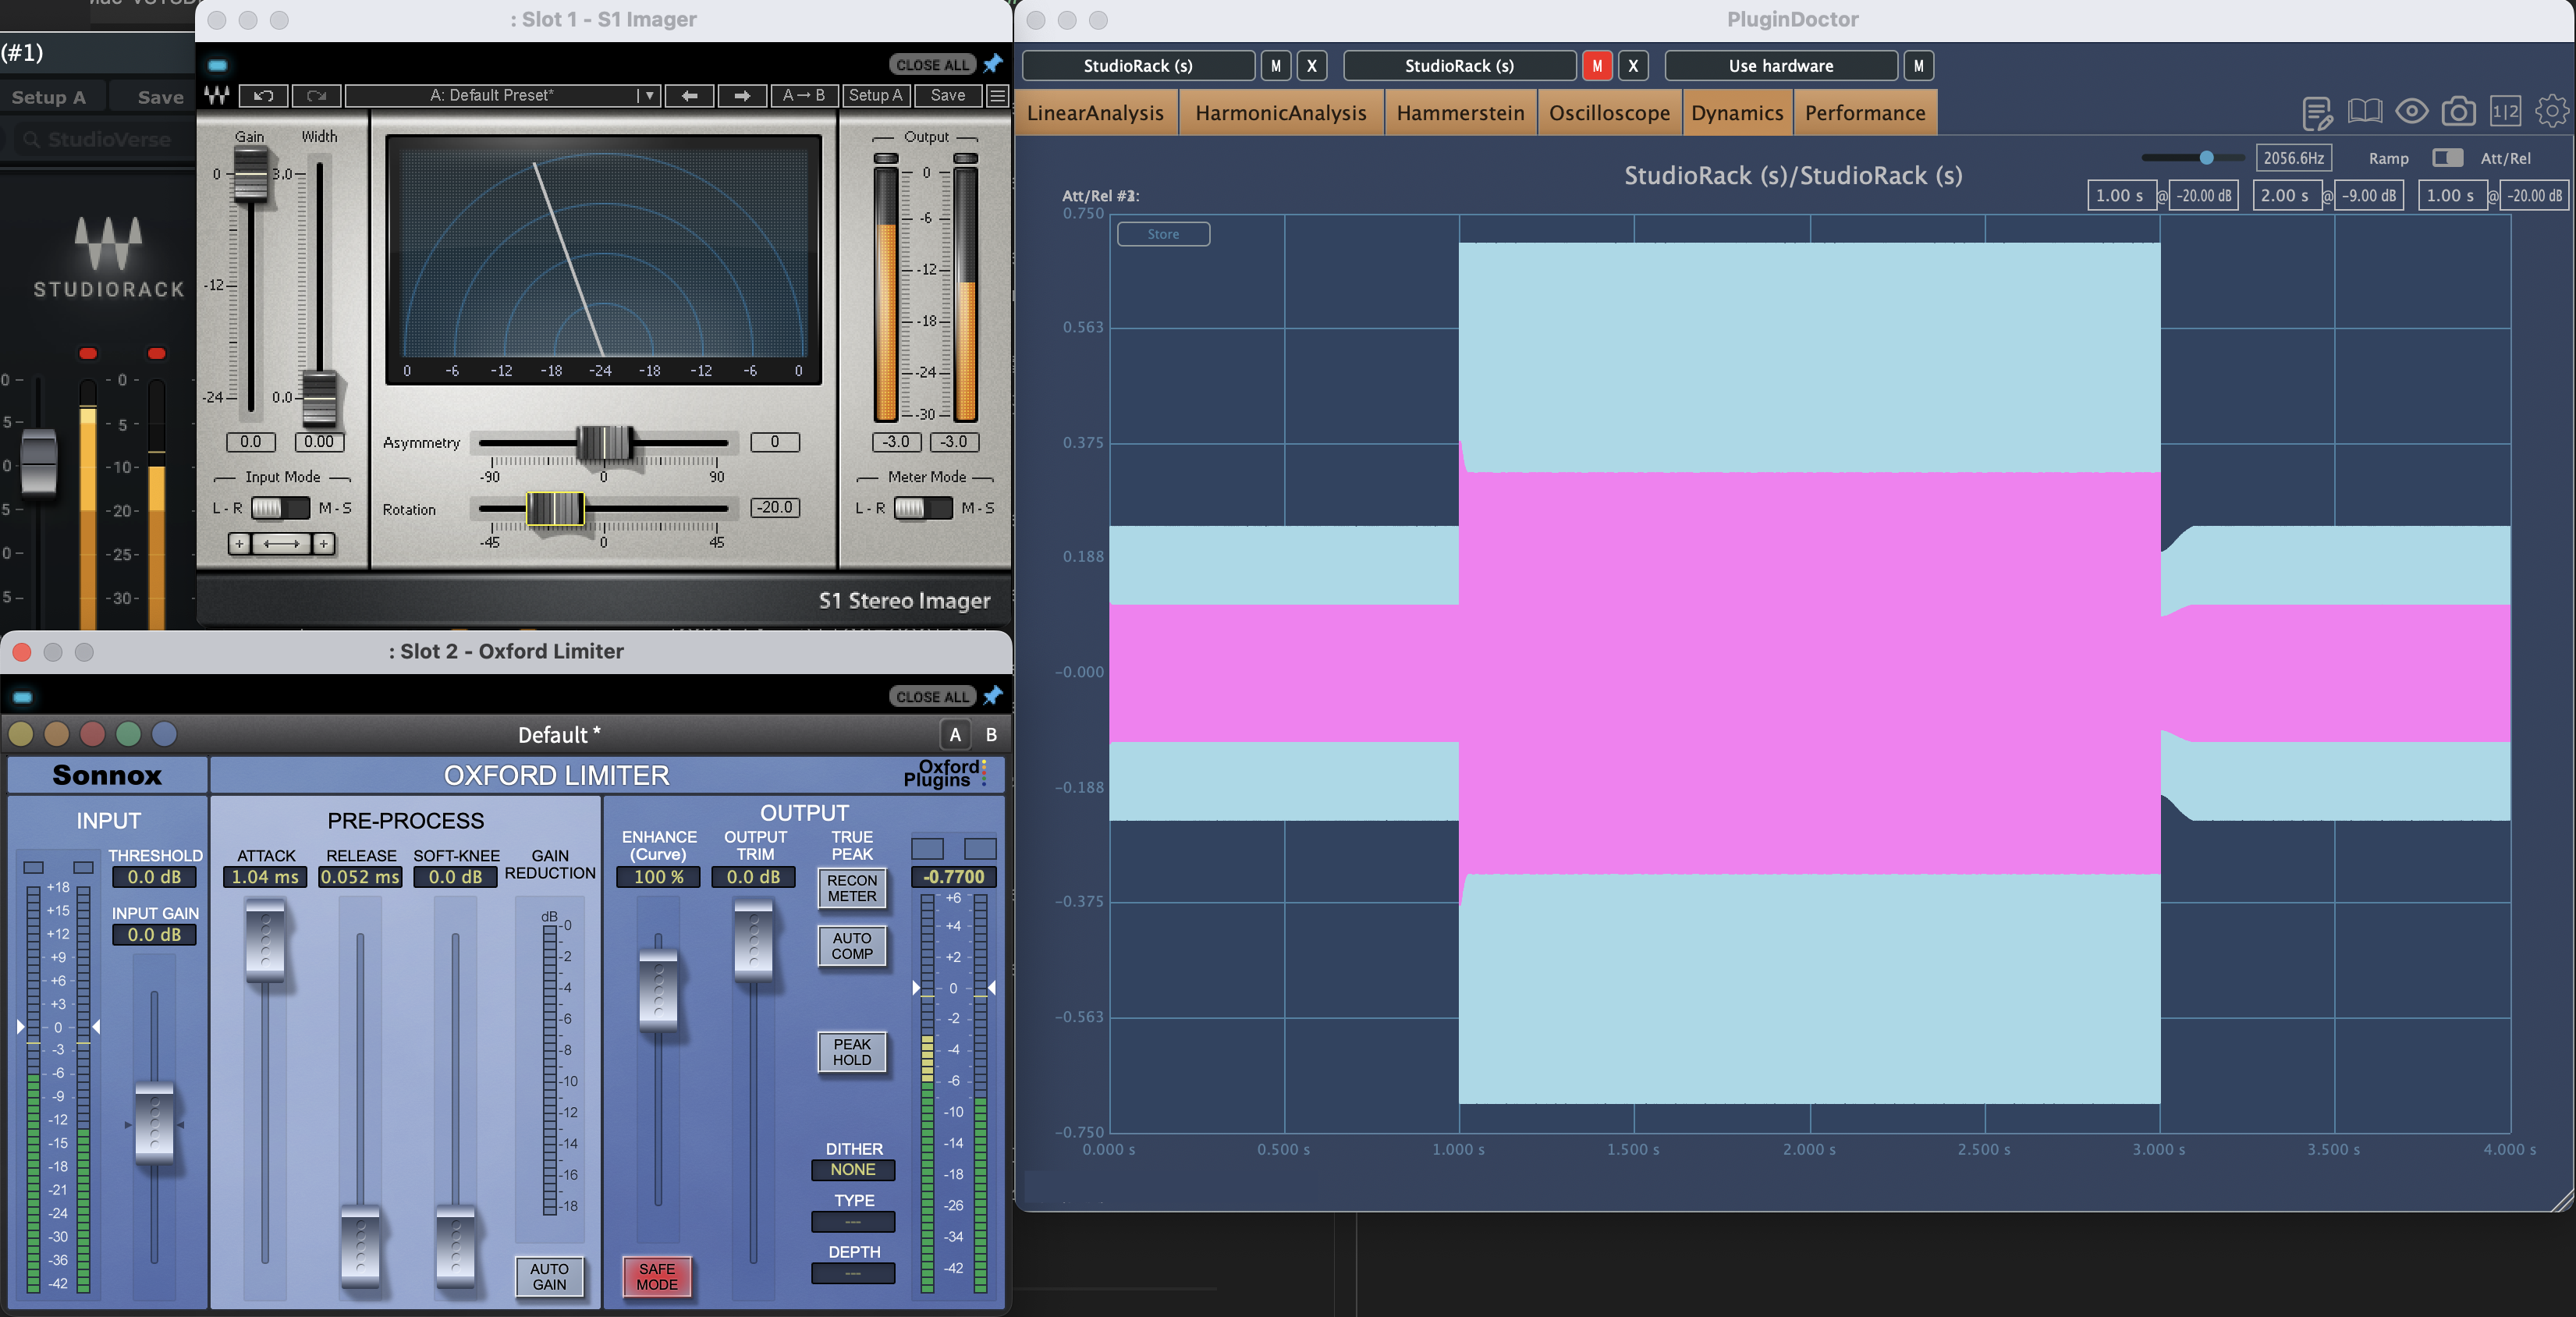 (#1)
Setup A
Save
StudioVerse
STUDIORACK
0
5
10
20
25
30
: Slot 1 - S1 Imager
CLOSE ALL
A: Default Preset*
A→B
Setup A
Save
Gain
Width
0
3.0
-12
-24
0.0
0.0
0.00
Input Mode
L - R
M - S
0 -6 -12 -18 -24 -18 -12 -6 0
Asymmetry
0
-90 0 90
Rotation
-20.0
-45 0 45
Output
0
-6
-12
-18
-24
-30
-3.0
-3.0
Meter Mode
L - R
M - S
S1 Stereo Imager
: Slot 2 - Oxford Limiter
CLOSE ALL
Default *
A
B
Sonnox
OXFORD LIMITER
Oxford
Plugins
INPUT
THRESHOLD
0.0 dB
INPUT GAIN
0.0 dB
+18
+15
+12
+9
+6
+3
0
-3
-6
-9
-12
-15
-18
-21
-24
-30
-36
-42
PRE-PROCESS
ATTACK
1.04 ms
RELEASE
0.052 ms
SOFT-KNEE
0.0 dB
GAIN
REDUCTION
dB
-0
-2
-4
-6
-8
-10
-12
-14
-16
-18
AUTO
GAIN
OUTPUT
ENHANCE
(Curve)
100 %
OUTPUT
TRIM
0.0 dB
TRUE
PEAK
RECON
METER
AUTO
COMP
PEAK
HOLD
DITHER
NONE
TYPE
---
DEPTH
---
SAFE
MODE
-0.7700
+6
+4
+2
0
-2
-4
-6
-10
-14
-18
-26
-34
-42
PluginDoctor
StudioRack (s)
M
X
StudioRack (s)
M
X
Use hardware
M
LinearAnalysis
HarmonicAnalysis
Hammerstein
Oscilloscope
Dynamics
Performance
1|2
StudioRack (s)/StudioRack (s)
2056.6Hz
Ramp
Att/Rel
1.00 s @ -20.00 dB
2.00 s @ -9.00 dB
1.00 s @ -20.00 dB
Store
0.750
0.563
0.375
0.188
-0.000
-0.188
-0.375
-0.563
-0.750
0.000 s 0.500 s 1.000 s 1.500 s 2.000 s 2.500 s 3.000 s 3.500 s 4.000 s